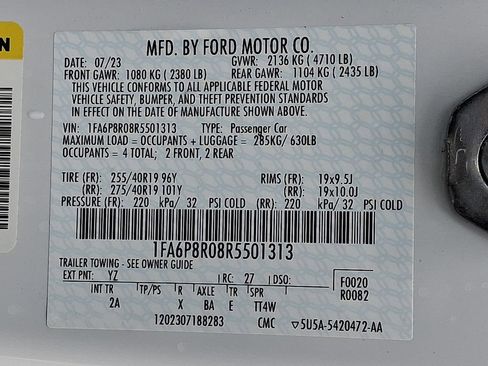 N
MFD. BY FORD MOTOR CO.
DATE: 07/23 GVWR: 2136 KG ( 4710 LB)
FRONT GAWR: 1080 KG ( 2380 LB) REAR GAWR: 1104 KG ( 2435 LB)
THIS VEHICLE CONFORMS TO ALL APPLICABLE FEDERAL MOTOR
VEHICLE SAFETY, BUMPER, AND THEFT PREVENTION STANDARDS
IN EFFECT ON THE DATE OF MANUFACTURE SHOWN ABOVE.
VIN: 1FA6P8R08R5501313 TYPE: Passenger Car
MAXIMUM LOAD = OCCUPANTS + LUGGAGE = 285KG/ 630LB
OCCUPANTS = 4 TOTAL; 2 FRONT, 2 REAR
TIRE (FR): 255/40R19 96Y RIMS (FR): 19x9.5J
(RR): 275/40R19 101Y (RR): 19x10.0J
PRESSURE (FR): 220 kPa/ 32 PSI COLD (RR): 220 kPa/ 32 PSI COLD
1FA6P8R08R5501313
TRAILER TOWING - SEE OWNER GUIDE
EXT PNT: YZ RC: 27 DSO: F0020
R0082
INT TR TP/PS R AXLE TR SPR
2A X BA E TT4W
1202307188283 CMC 5U5A-5420472-AA